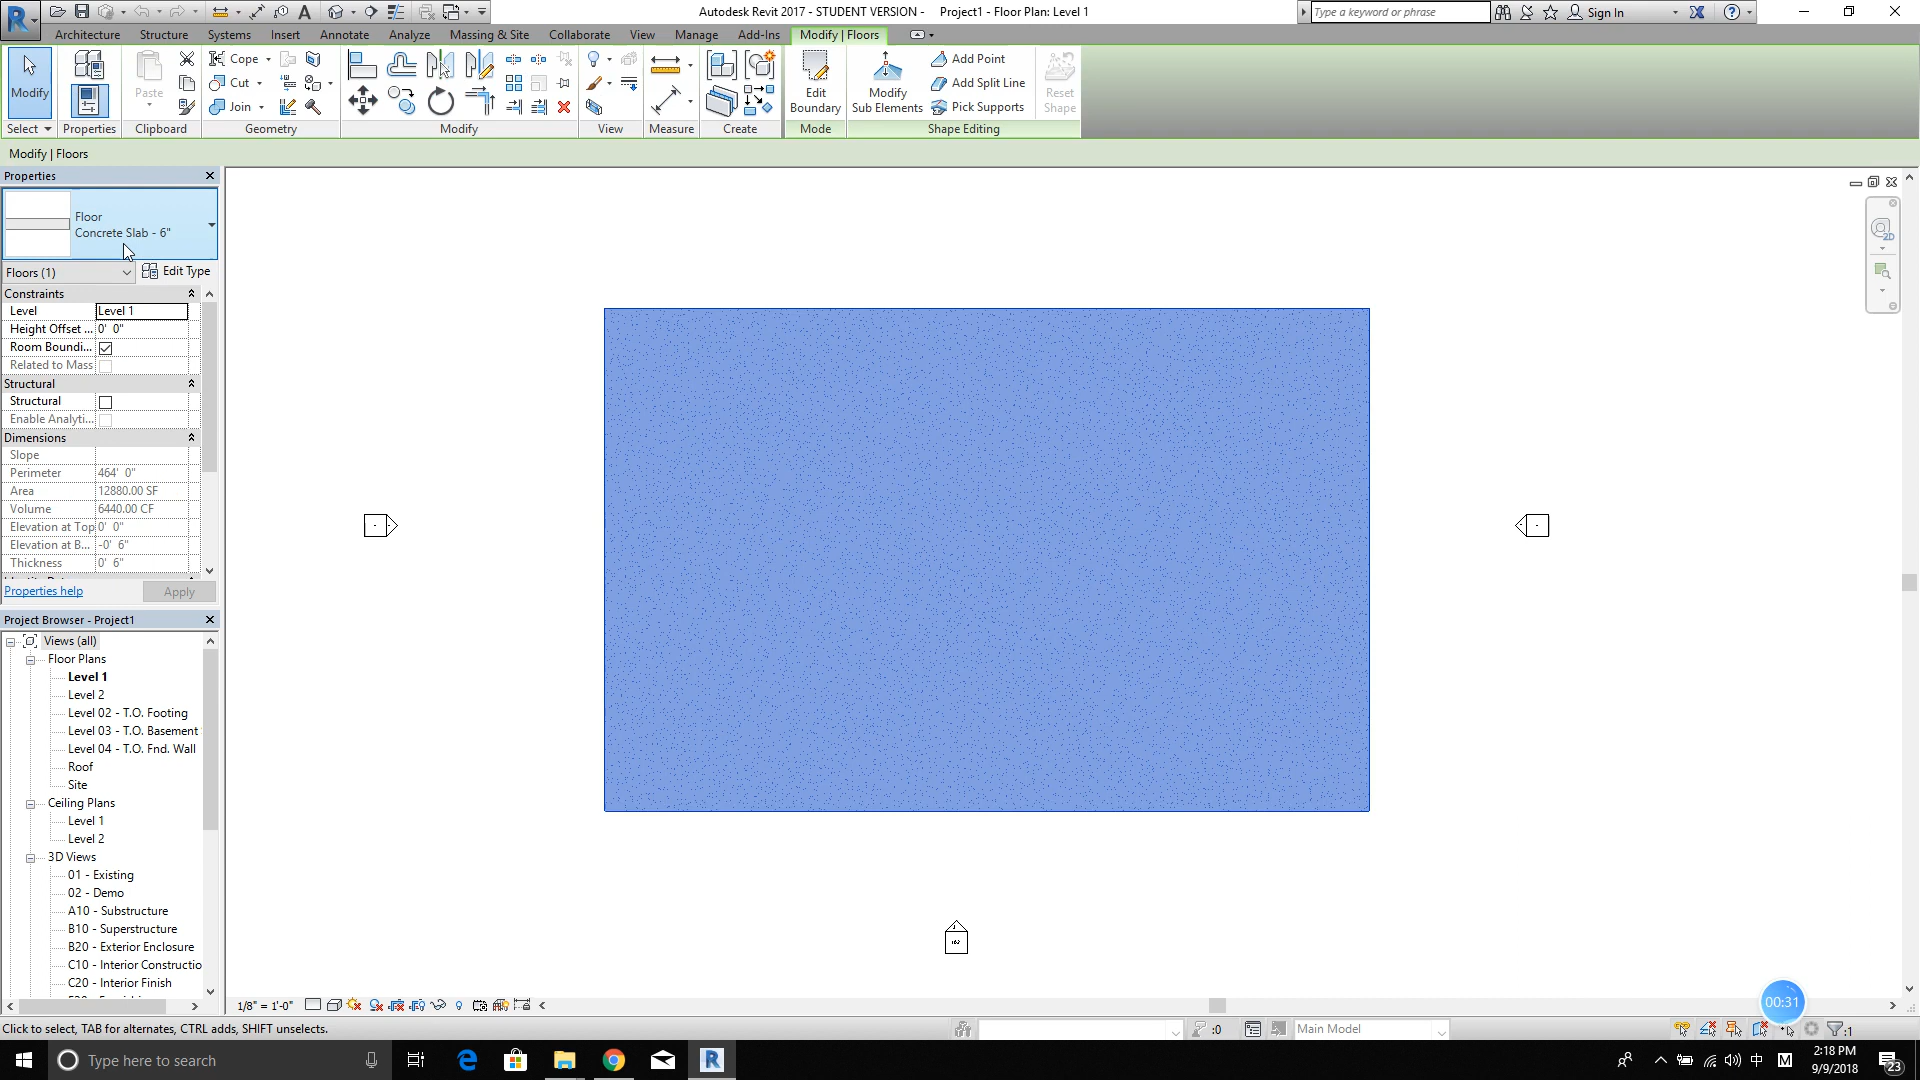 Autodesk Revit 2017 - STUDENT VERSION -    Project1 - Floor Plan: Level 1
Type a keyword or phrase
Sign In
Architecture Structure Systems Insert Annotate Analyze Massing & Site Collaborate View Manage Add-Ins Modify | Floors
Modify
Paste
Cope
Cut
Join
Edit
Boundary
Modify
Sub Elements
Add Point
Add Split Line
Pick Supports
Reset
Shape
Select Properties Clipboard Geometry Modify View Measure Create Mode Shape Editing
Modify | Floors
Properties
Floor
Concrete Slab - 6"
Floors (1)
Edit Type
Constraints
Level Level 1
Height Offset ... 0' 0"
Room Boundi...
Related to Mass
Structural
Structural
Enable Analyti...
Dimensions
Slope
Perimeter 464' 0"
Area 12880.00 SF
Volume 6440.00 CF
Elevation at Top 0' 0"
Elevation at B... -0' 6"
Thickness 0' 6"
Properties help
Apply
Project Browser - Project1
Views (all)
Floor Plans
Level 1
Level 2
Level 02 - T.O. Footing
Level 03 - T.O. Basement
Level 04 - T.O. Fnd. Wall
Roof
Site
Ceiling Plans
Level 1
Level 2
3D Views
01 - Existing
02 - Demo
A10 - Substructure
B10 - Superstructure
B20 - Exterior Enclosure
C10 - Interior Constructio
C20 - Interior Finish
2D
1/8" = 1'-0"
00:31
Click to select, TAB for alternates, CTRL adds, SHIFT unselects.
:0
Main Model
:1
Type here to search
中
M
2:18 PM
9/9/2018
23